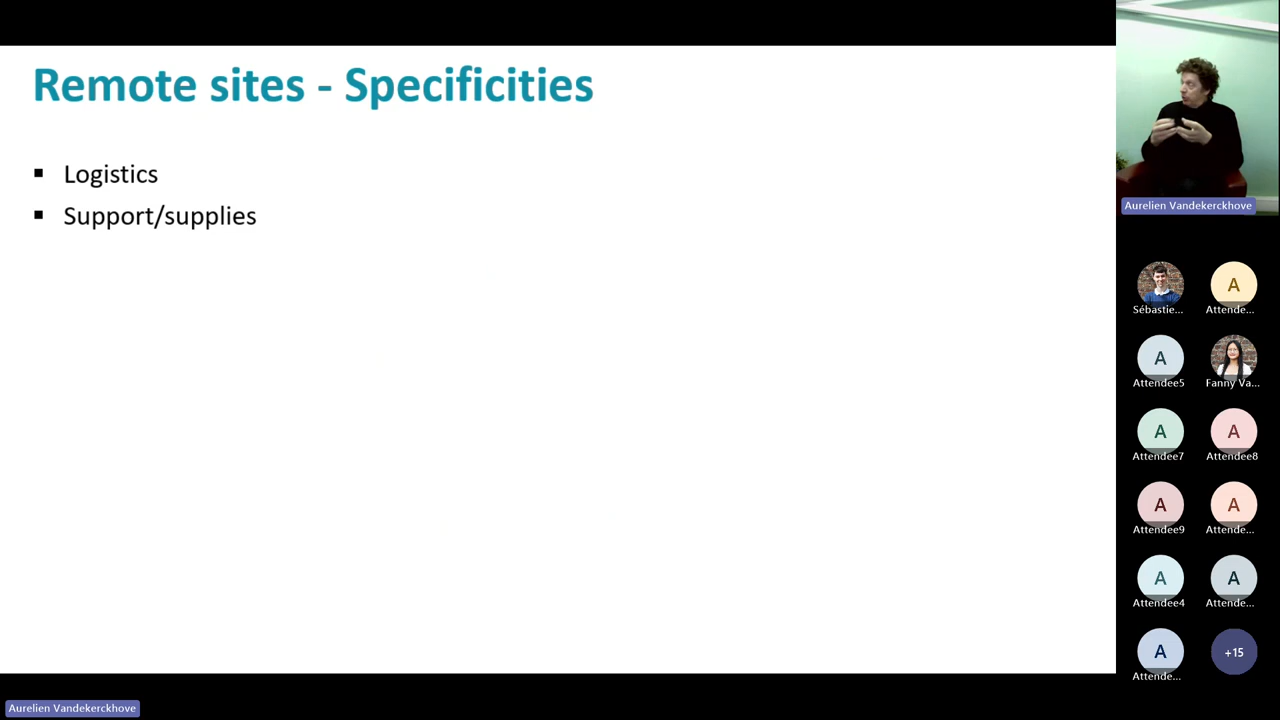 Remote sites - Specificities
▪ Logistics
▪ Support/supplies
Aurelien Vandekerckhove
Sébastie...
A
Attende...
A
Attendee5
Fanny Va...
A
Attendee7
A
Attendee8
A
Attendee9
A
Attende...
A
Attendee4
A
Attende...
A
Attende...
+15
Aurelien Vandekerckhove